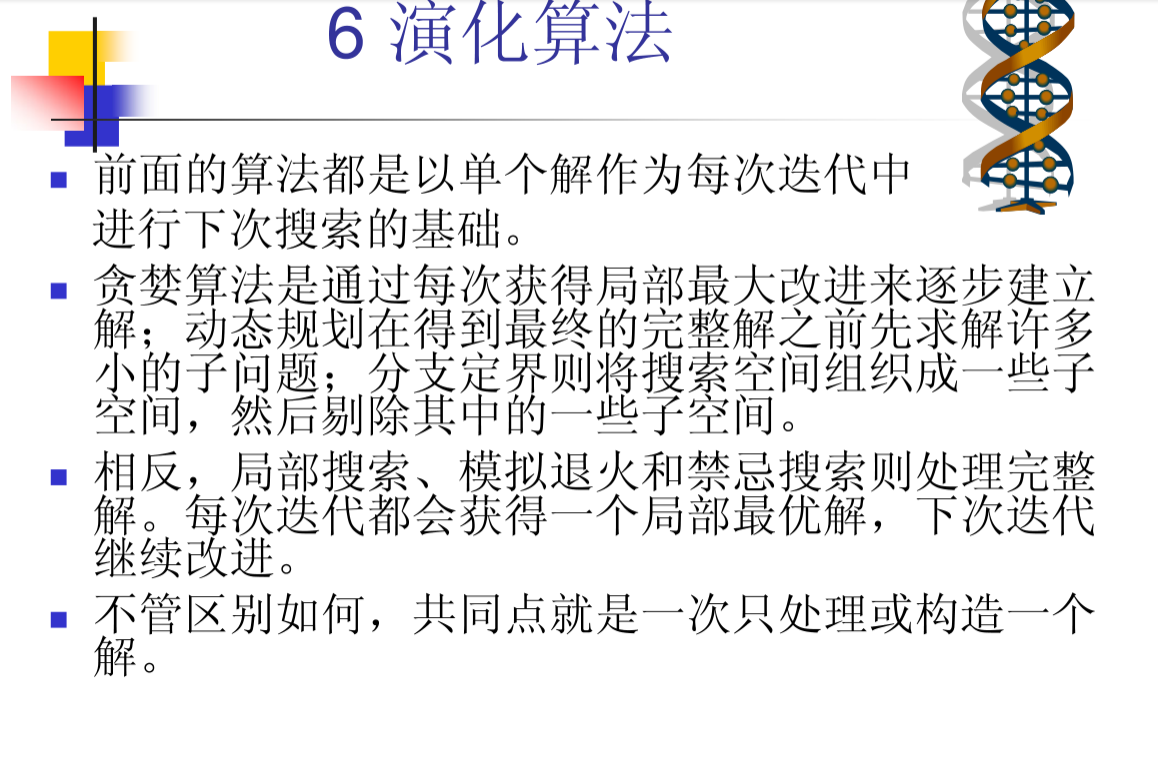 6 演化算法
前面的算法都是以单个解作为每次迭代中
进行下次搜索的基础。
贪婪算法是通过每次获得局部最大改进来逐步建立
解；动态规划在得到最终的完整解之前先求解许多
小的子问题；分支定界则将搜索空间组织成一些子
空间，然后剔除其中的一些子空间。
相反，局部搜索、模拟退火和禁忌搜索则处理完整
解。每次迭代都会获得一个局部最优解，下次迭代
继续改进。
不管区别如何，共同点就是一次只处理或构造一个
解。